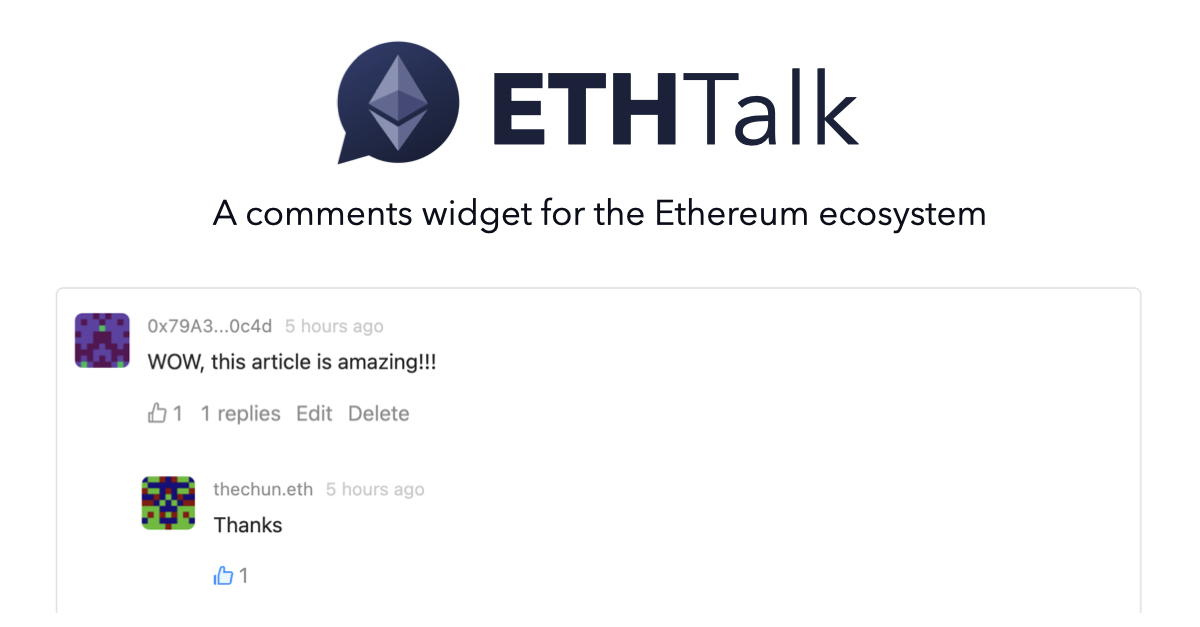 ETHTalk
A comments widget for the Ethereum ecosystem
0x79A3...0c4d 5 hours ago
WOW, this article is amazing!!!
1 1 replies Edit Delete
thechun.eth 5 hours ago
Thanks
1